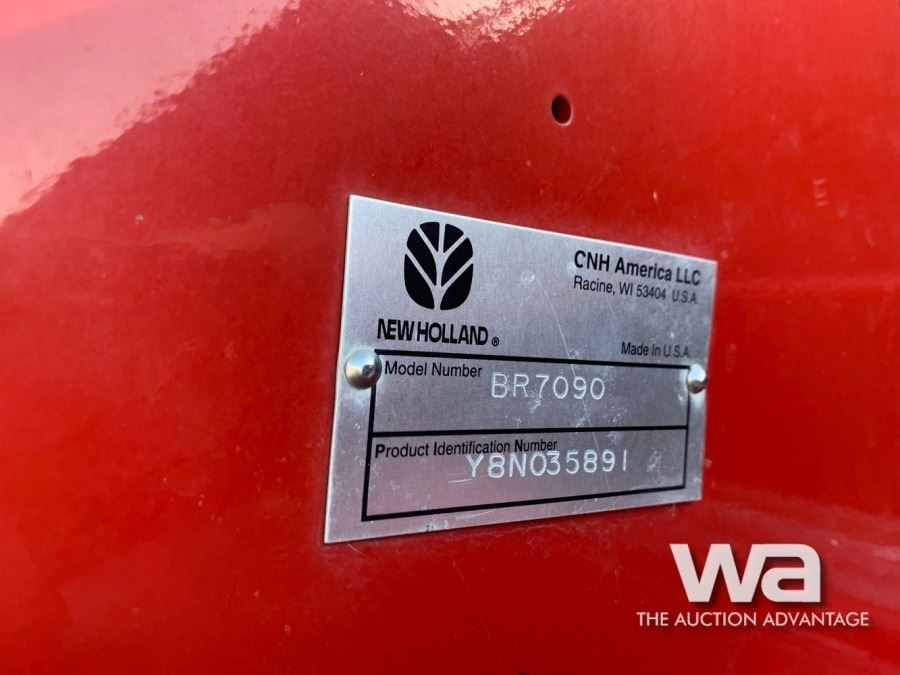 NEW HOLLAND ®
CNH America LLC
Racine, WI 53404 U.S.A.
Made In U.S.A.
Model Number
BR7090
Product Identification Number
Y8N035891
wa
THE AUCTION ADVANTAGE